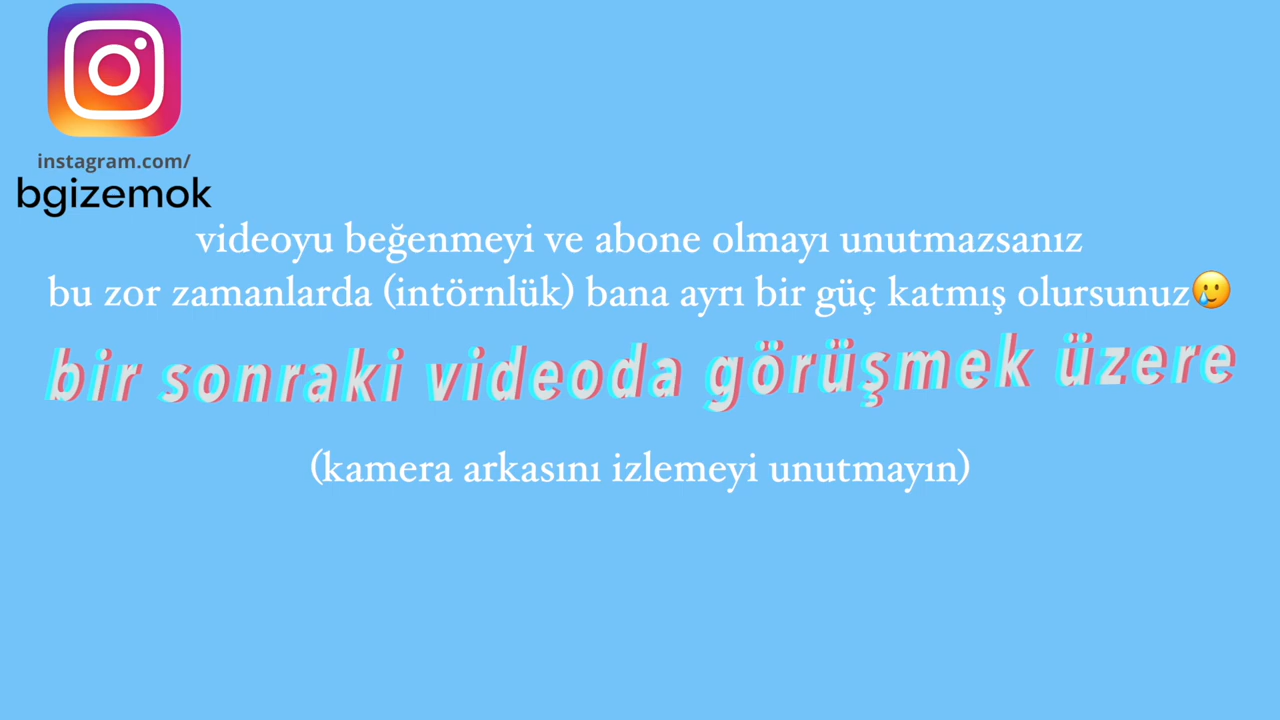 instagram.com/
bgizemok
videoyu beğenmeyi ve abone olmayı unutmazsanız
bu zor zamanlarda (intörnlük) bana ayrı bir güç katmış olursunuz🥲
bir sonraki videoda görüşmek üzere
(kamera arkasını izlemeyi unutmayın)